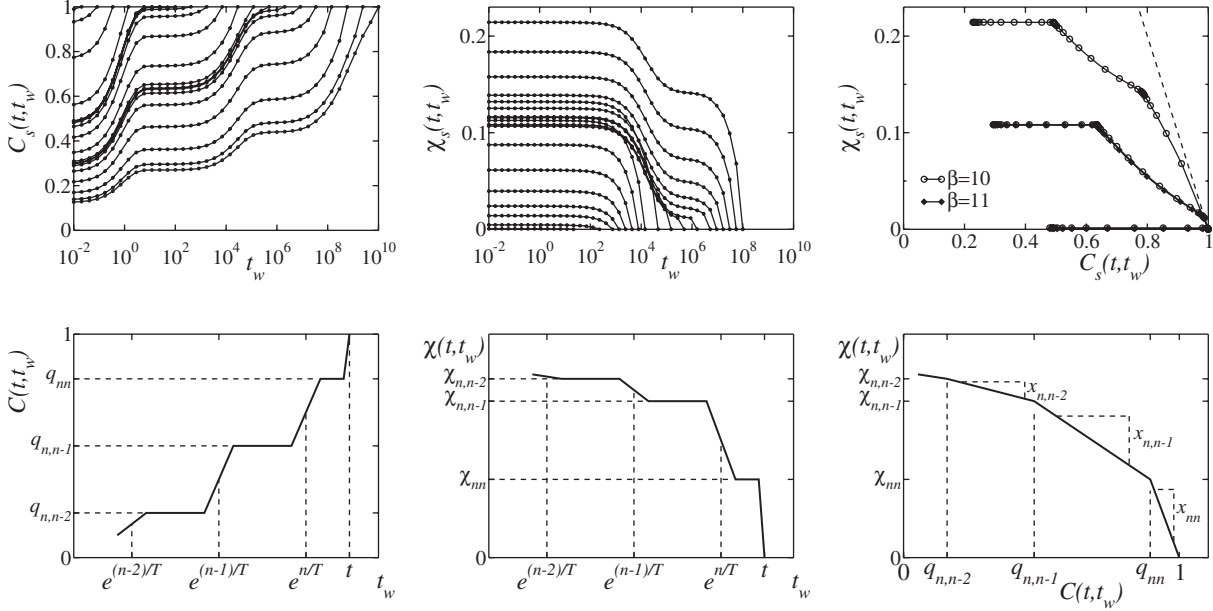 C_s(t,t_w)
1
0.8
0.6
0.4
0.2
0
10^-2 10^0 10^2 10^4 10^6 10^8 10^10
t_w
χ_s(t,t_w)
0.2
0.1
0
10^-2 10^0 10^2 10^4 10^6 10^8 10^10
t_w
χ_s(t,t_w)
0.2
0.1
0
β=10
β=11
0 0.2 0.4 0.6 0.8 1
C_s(t,t_w)
C(t,t_w)
1
q_nn
q_n,n-1
q_n,n-2
0
e^(n-2)/T e^(n-1)/T e^n/T t t_w
χ(t,t_w)
χ_n,n-2
χ_n,n-1
χ_nn
0
e^(n-2)/T e^(n-1)/T e^n/T t t_w
χ(t,t_w)
χ_n,n-2
χ_n,n-1
χ_nn
0
x_n,n-2
x_n,n-1
x_nn
0 q_n,n-2 q_n,n-1 q_nn 1
C(t,t_w)